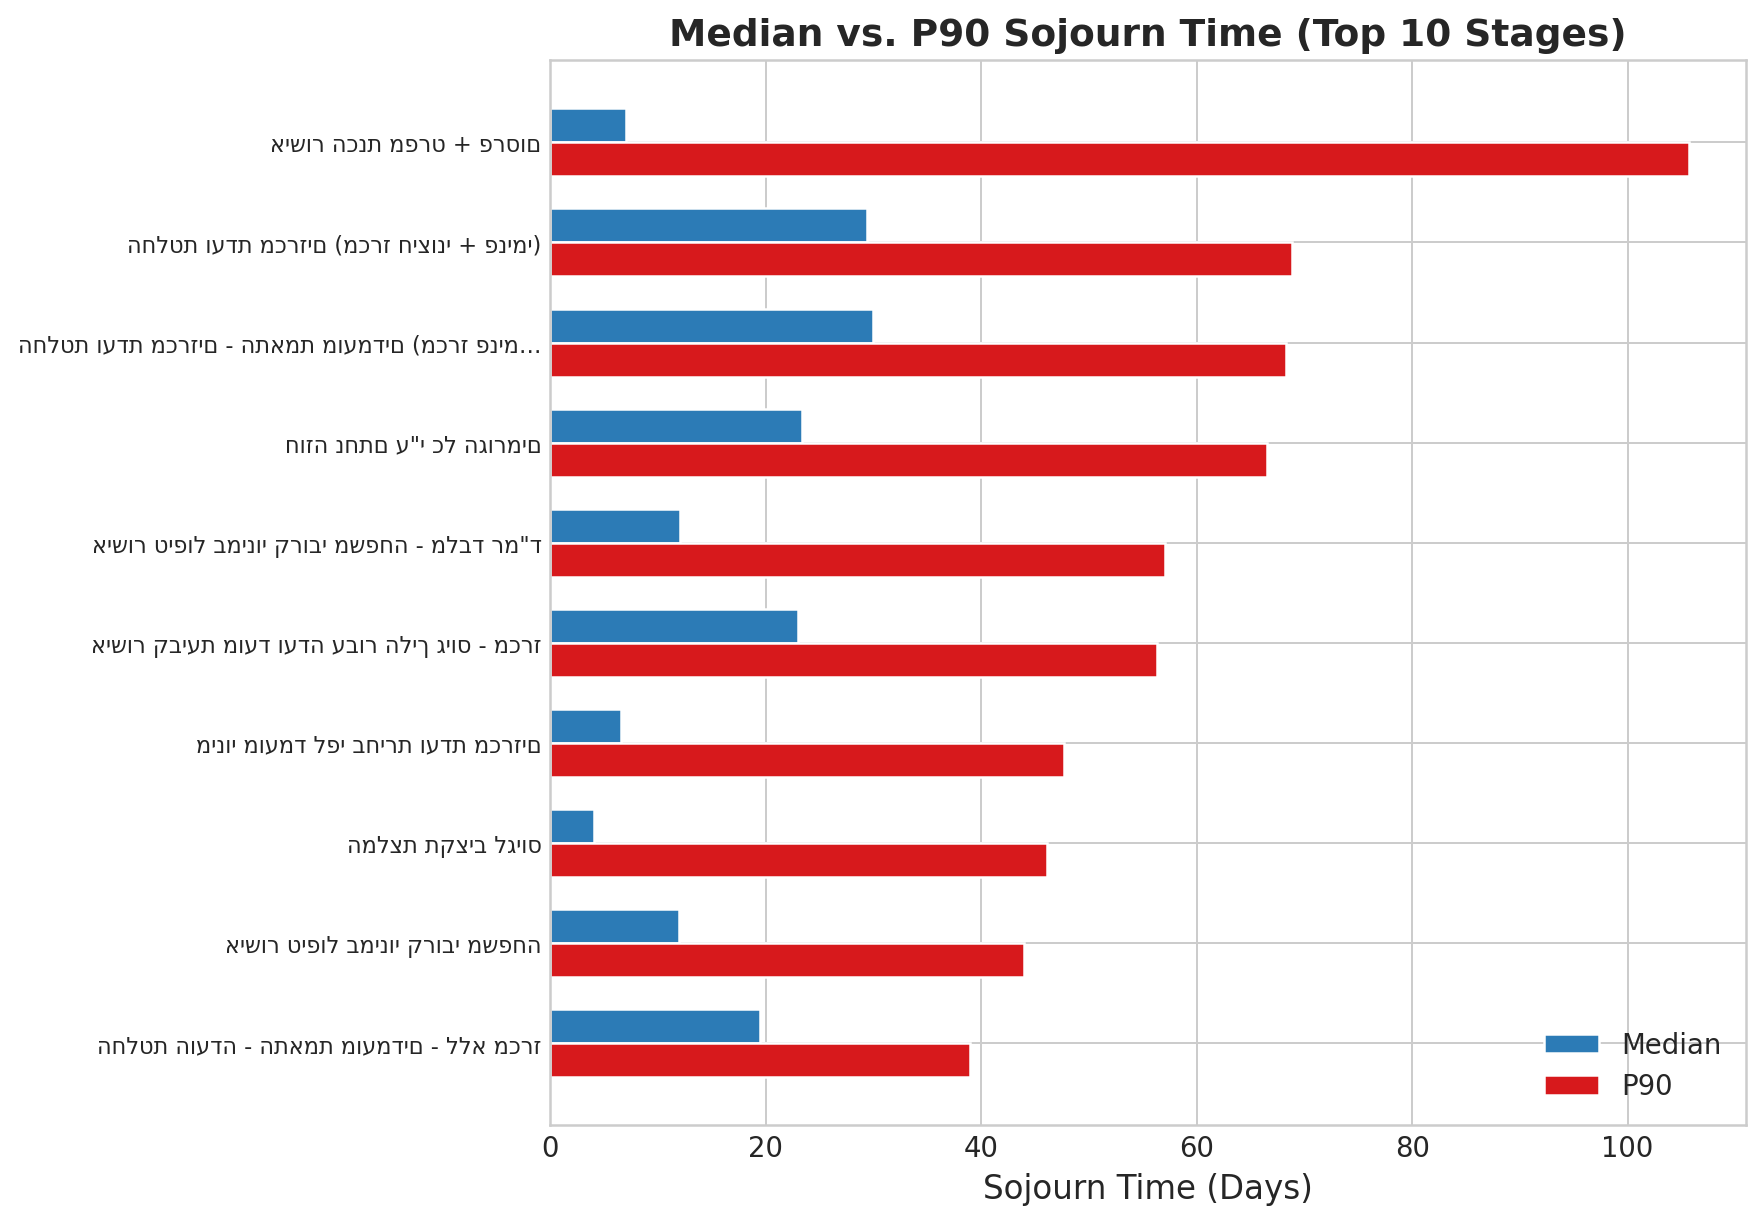 Median vs. P90 Sojourn Time (Top 10 Stages)
אישור הכנת מפרט + פרסום
החלטת ועדת מכרזים (מכרז חיצוני + פנימי)
החלטת ועדת מכרזים - התאמת מועמדים (מכרז פנימ...
חוזה נחתם ע"י כל הגורמים
אישור טיפול במינוי קרובי משפחה - מלבד רמ"ד
אישור קביעת מועד ועדה עבור הליך גיוס - מכרז
מינוי מועמד לפי בחירת ועדת מכרזים
המלצת תקציב לגיוס
אישור טיפול במינוי קרובי משפחה
החלטת הועדה - התאמת מועמדים - ללא מכרז
Median
P90
0 20 40 60 80 100
Sojourn Time (Days)